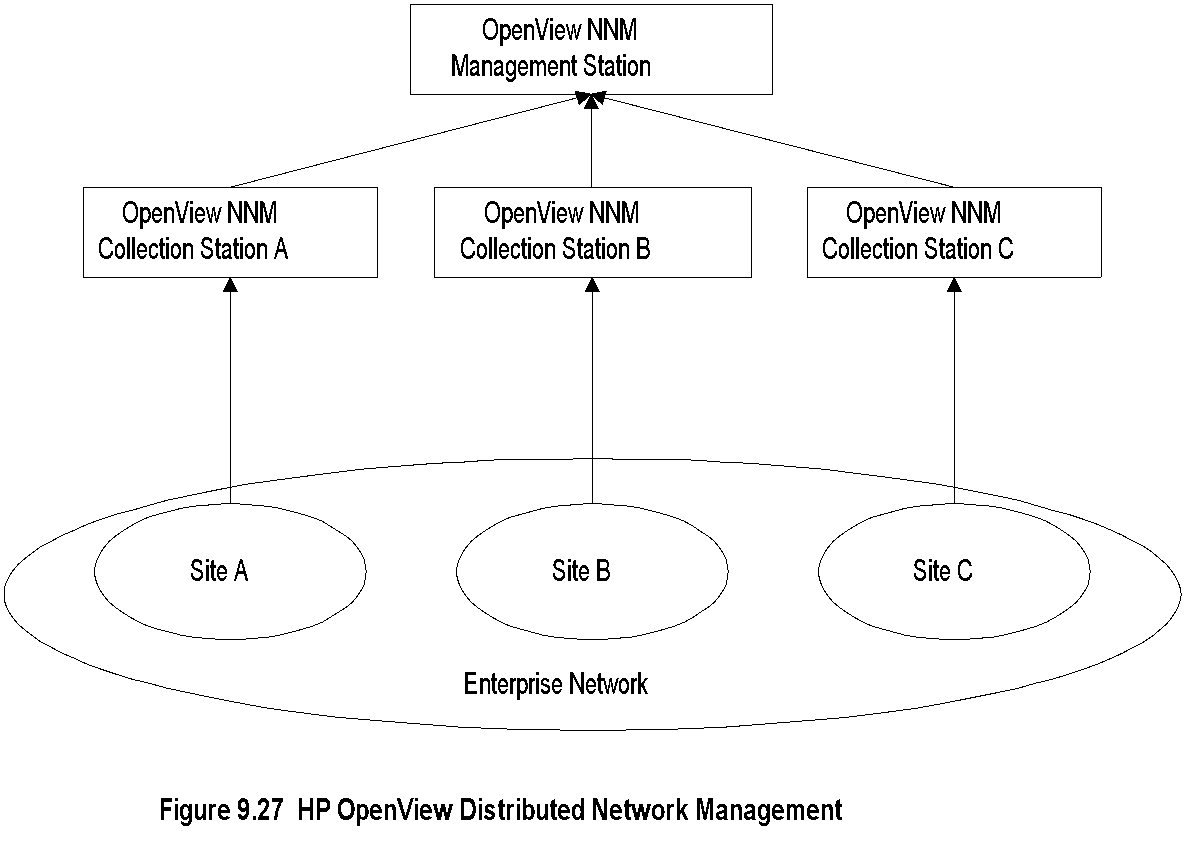 OpenView NNM
Management Station
OpenView NNM
Collection Station A
OpenView NNM
Collection Station B
OpenView NNM
Collection Station C
Site A
Site B
Site C
Enterprise Network
Figure 9.27 HP OpenView Distributed Network Management